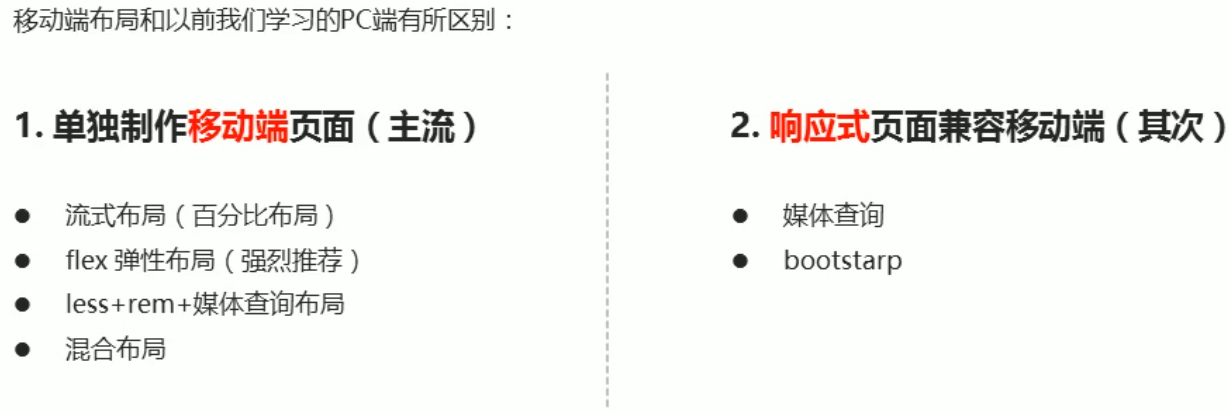 移动端布局和以前我们学习的PC端有所区别：
1. 单独制作移动端页面（主流）
● 流式布局（百分比布局）
● flex 弹性布局（强烈推荐）
● less+rem+媒体查询布局
● 混合布局
2. 响应式页面兼容移动端（其次）
● 媒体查询
● bootstarp